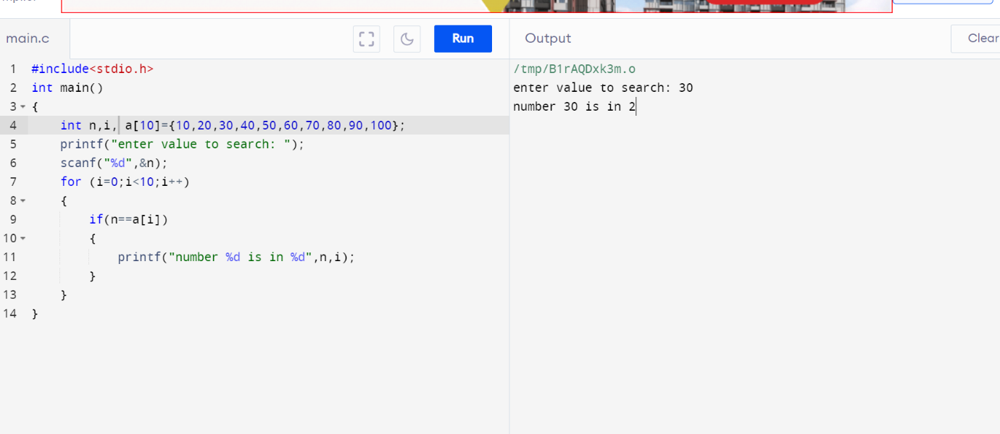 main.c
Run
Output
Clear
1 #include<stdio.h>
2 int main()
3 {
4     int n,i, a[10]={10,20,30,40,50,60,70,80,90,100};
5     printf("enter value to search: ");
6     scanf("%d",&n);
7     for (i=0;i<10;i++)
8     {
9         if(n==a[i])
10         {
11             printf("number %d is in %d",n,i);
12         }
13     }
14 }
/tmp/B1rAQDxk3m.o
enter value to search: 30
number 30 is in 2